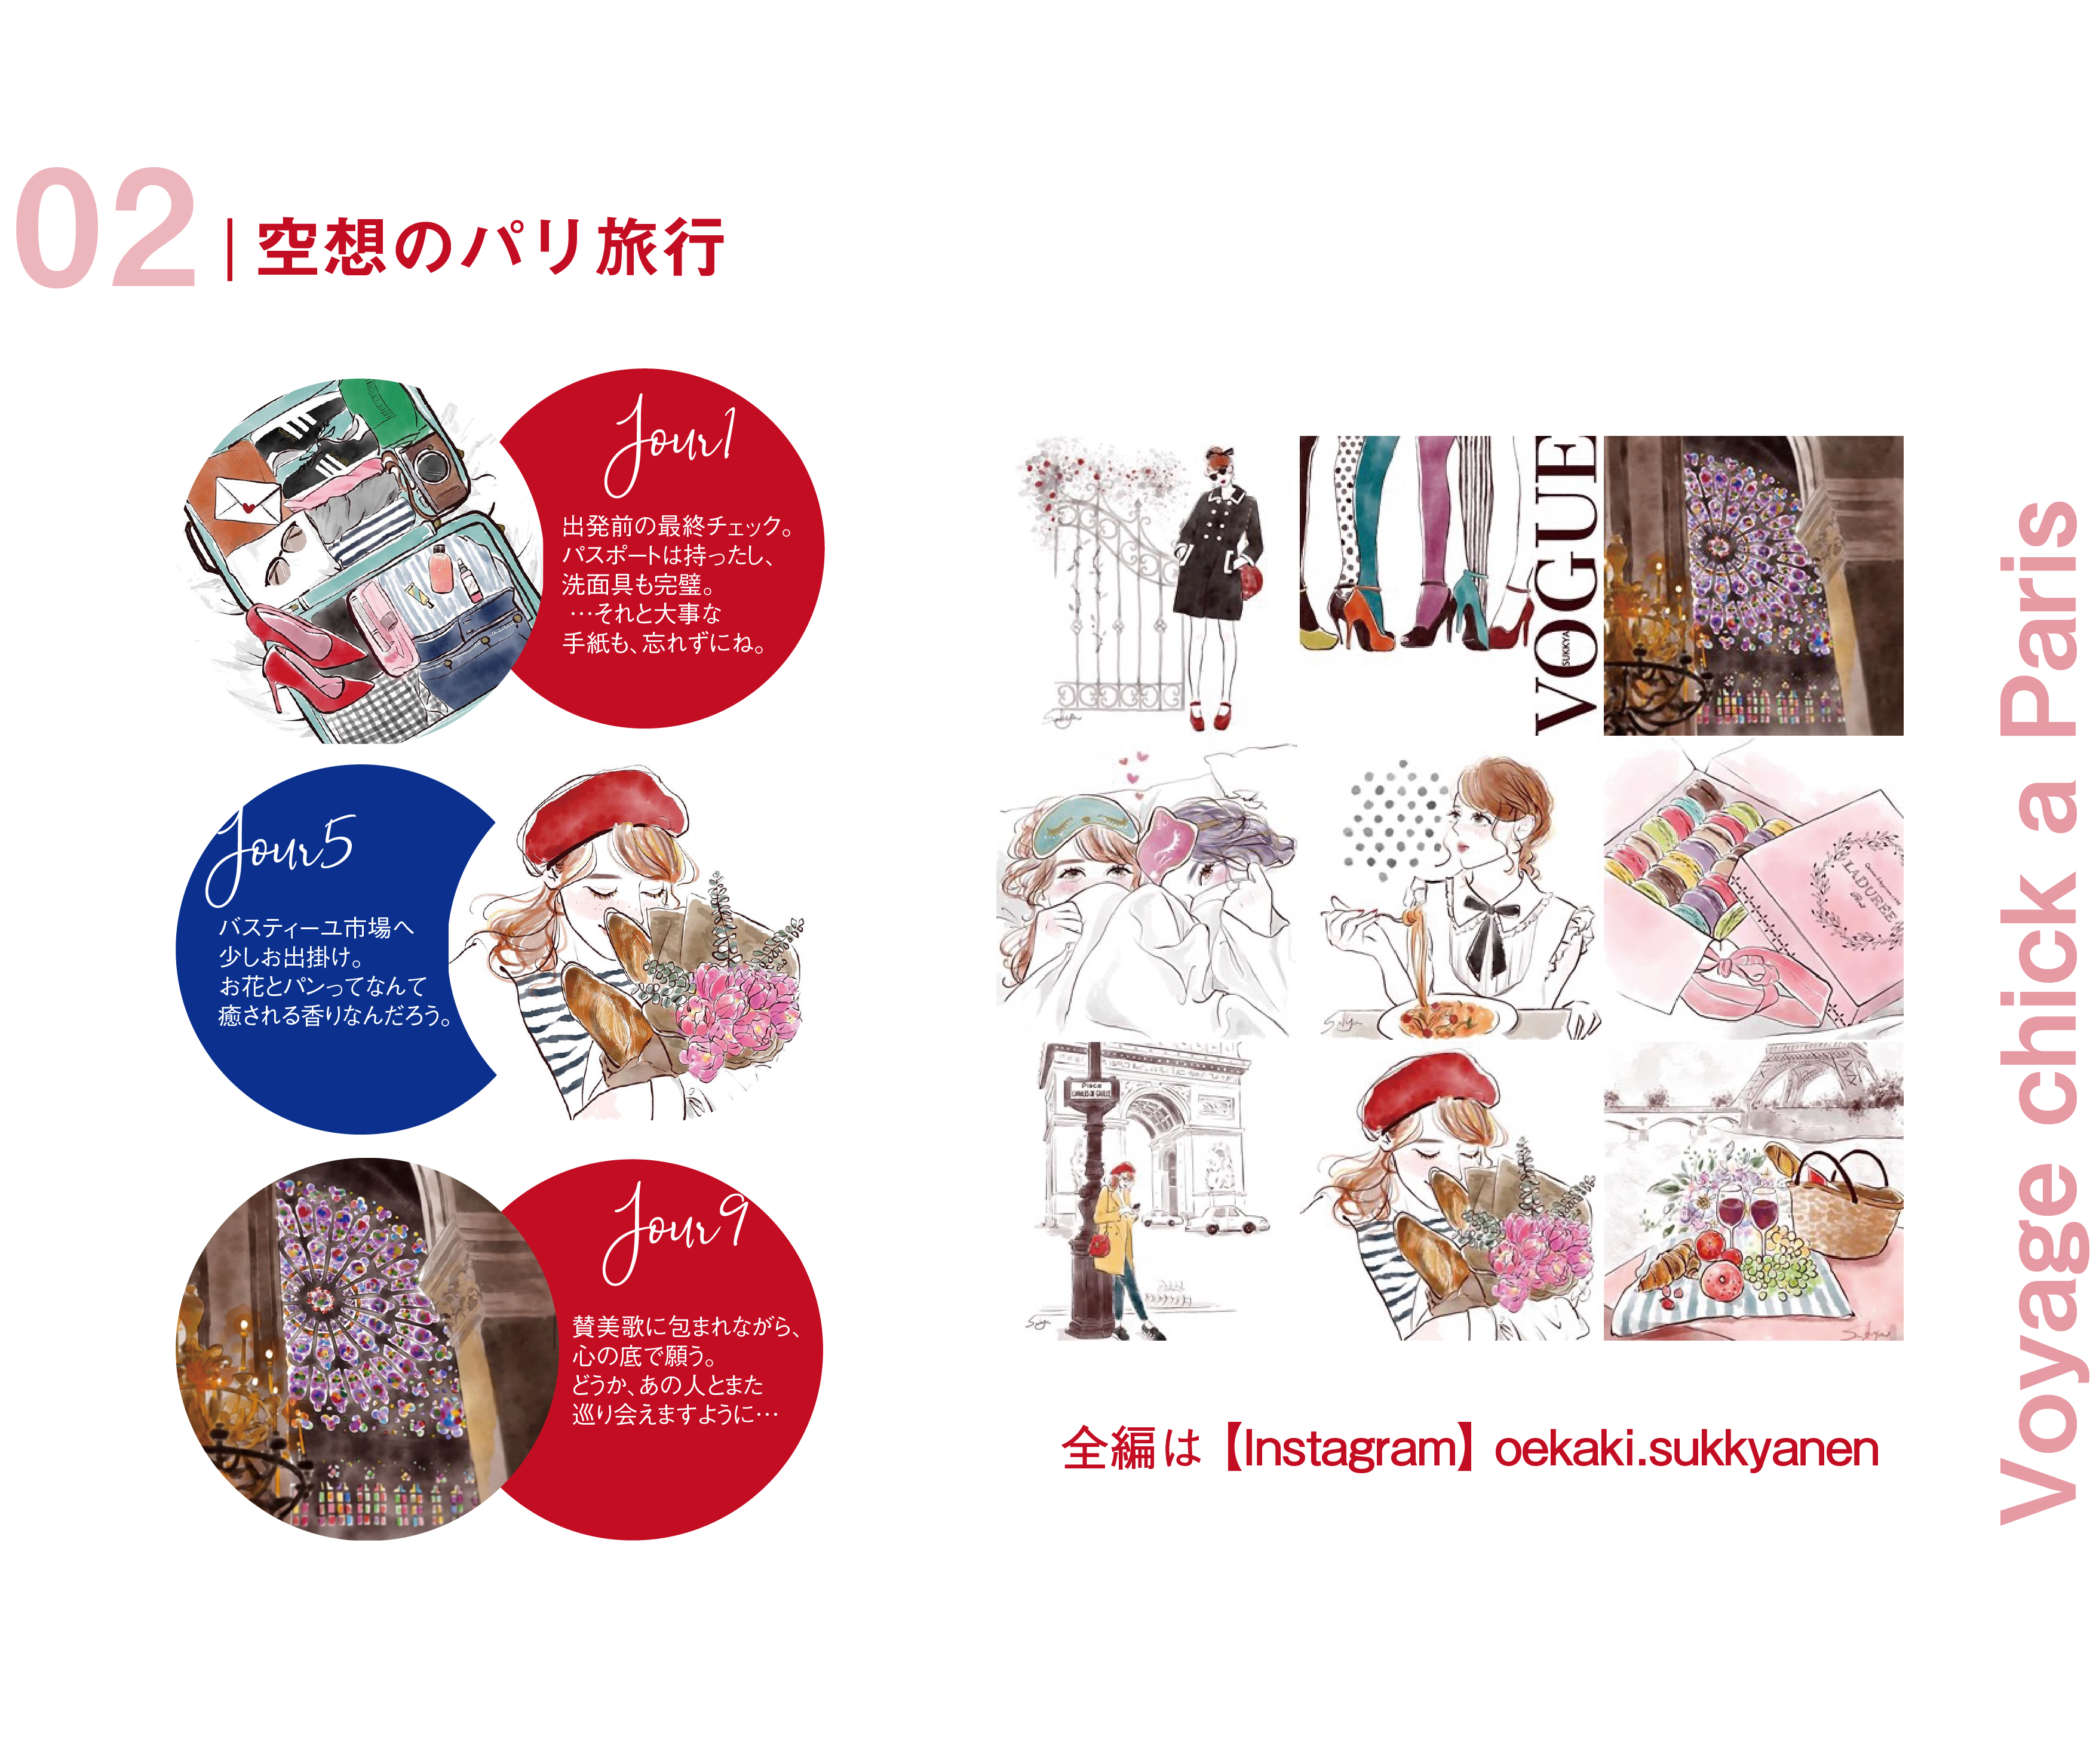 02
空想のパリ旅行
Jour1
出発前の最終チェック。
パスポートは持ったし、
洗面具も完璧。
…それと大事な
手紙も、忘れずにね。
Jour5
バスティーユ市場へ
少しお出掛け。
お花とパンってなんて
癒される香りなんだろう。
Jour9
賛美歌に包まれながら、
心の底で願う。
どうか、あの人とまた
巡り会えますように…
VOGUE
SUKKYA
LADURÉE
Place
CHARLES DE GAULLE
全編は【Instagram】oekaki.sukkyanen
Voyage chick a Paris